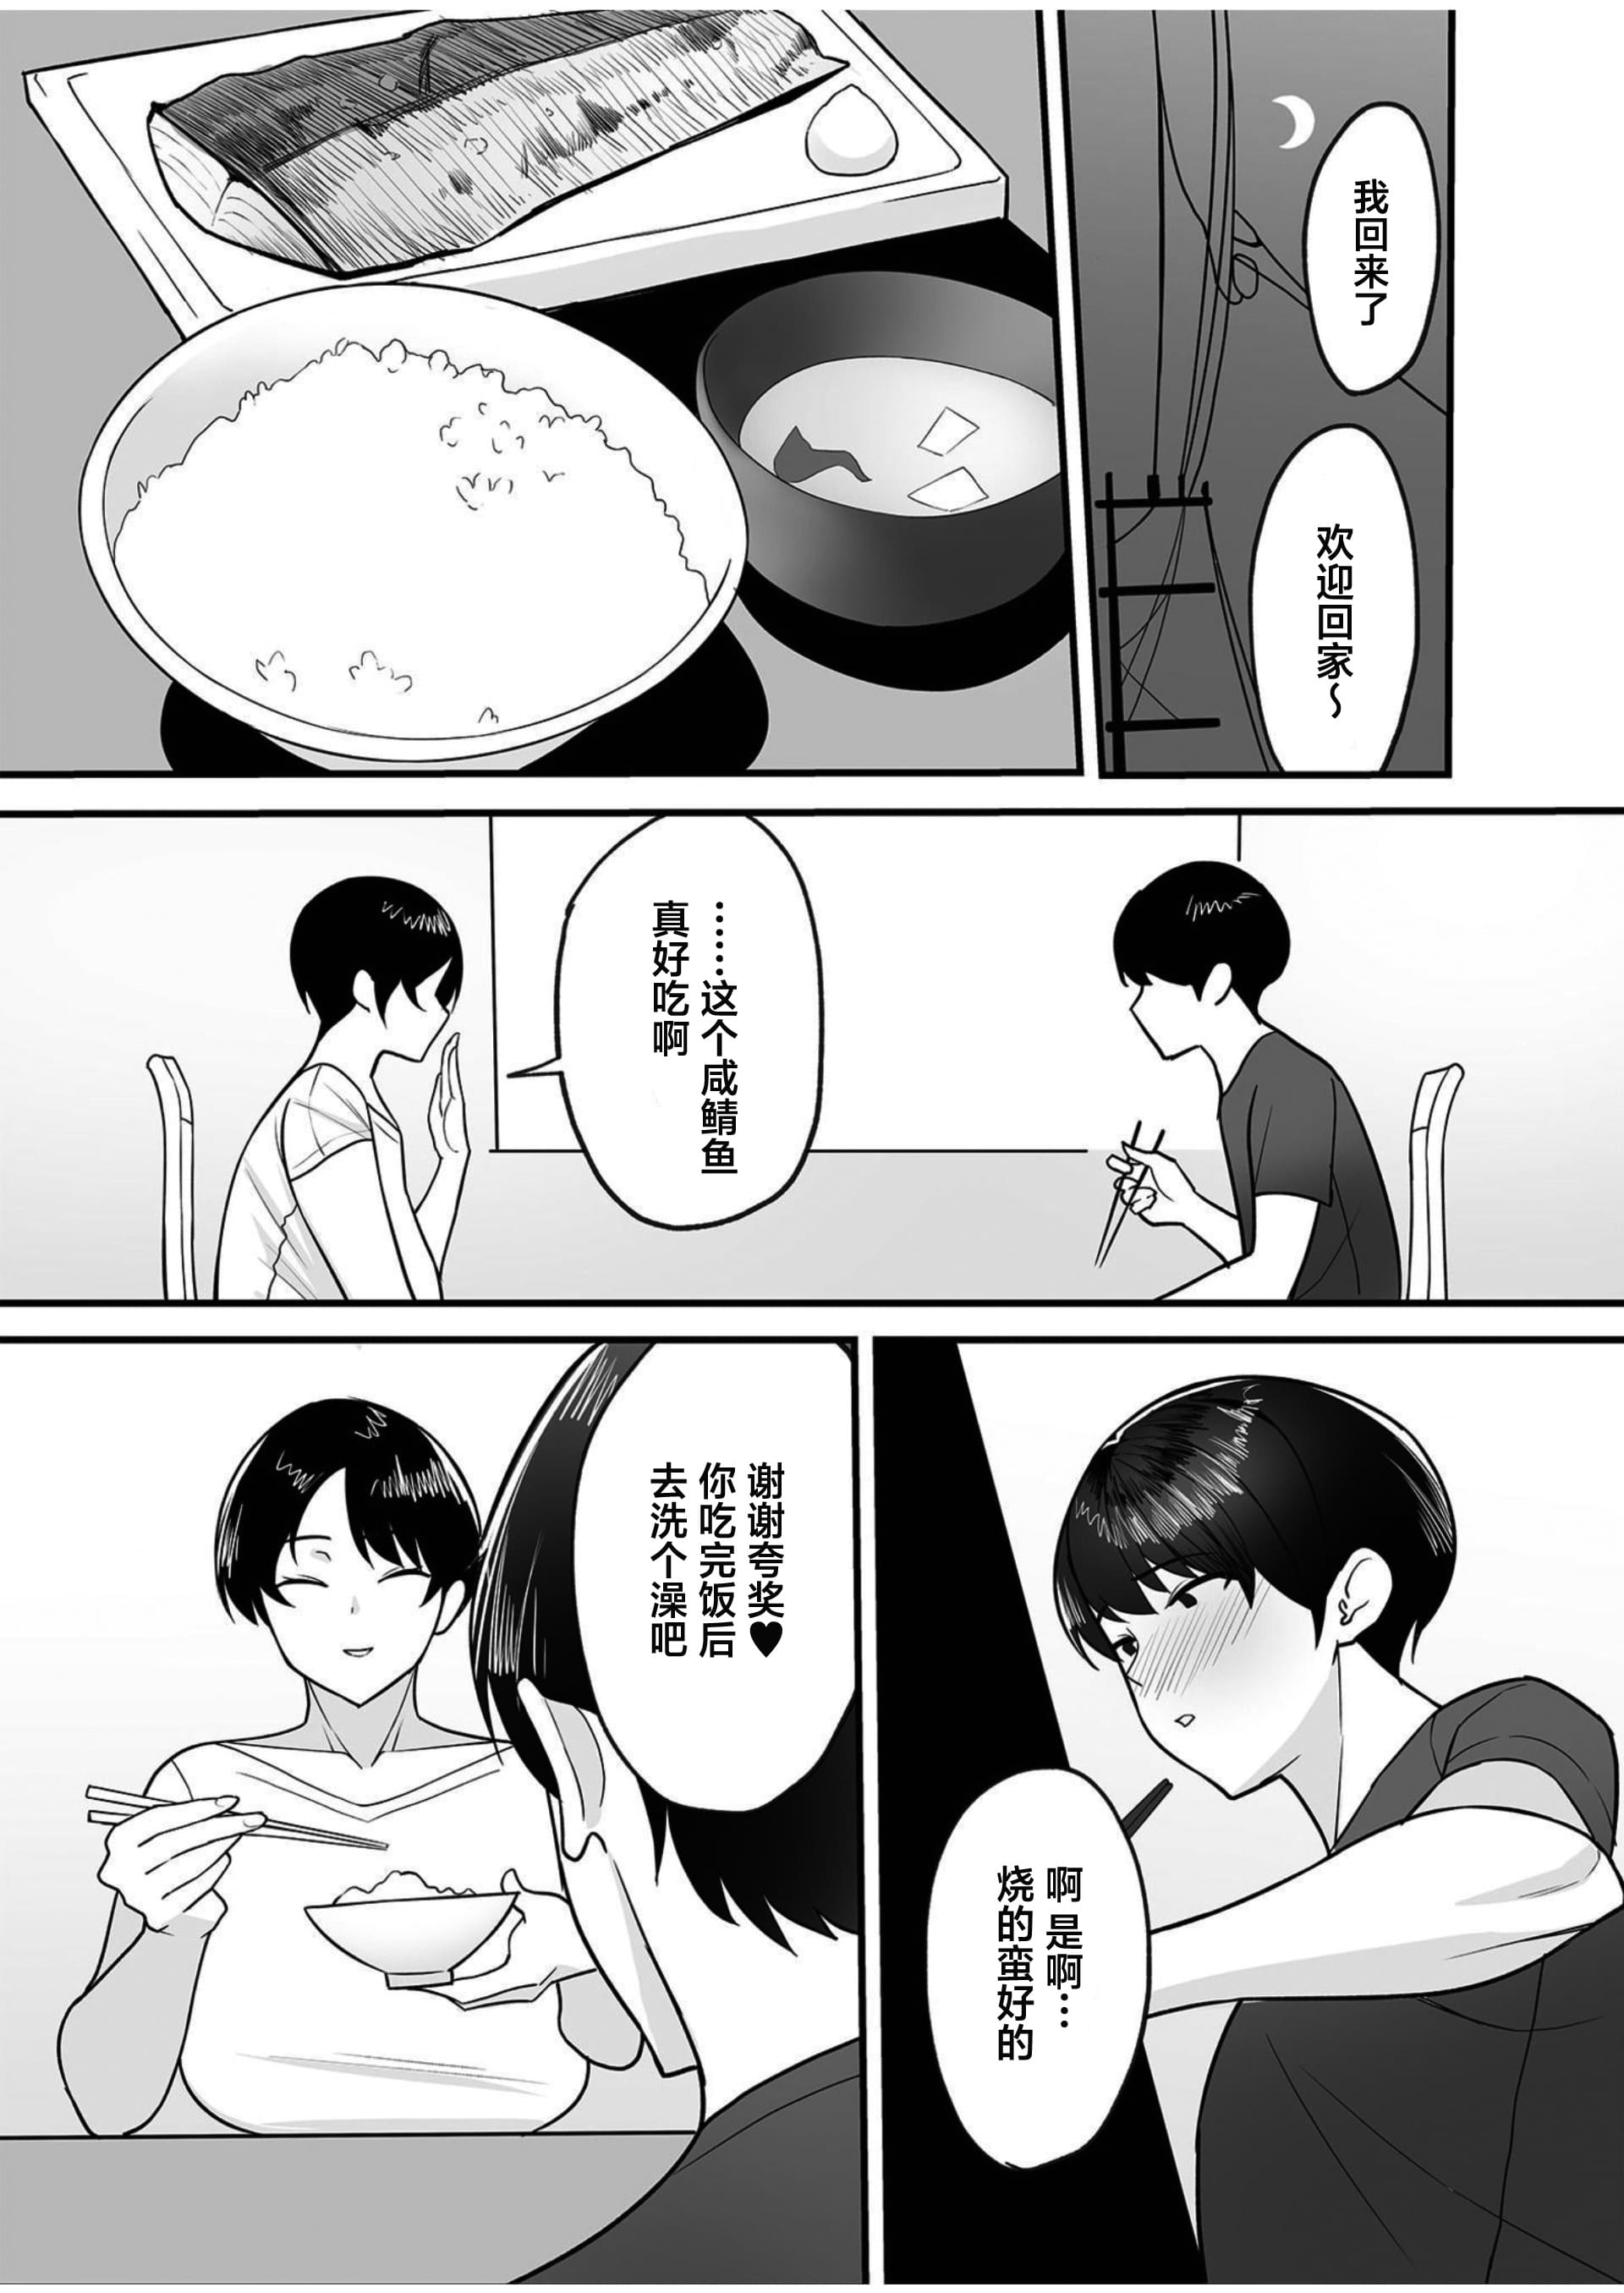 我回来了
欢迎回家～
……这个咸鲭鱼
真好吃啊
啊 是啊…
烧的蛮好的
谢谢夸奖♥
你吃完饭后
去洗个澡吧